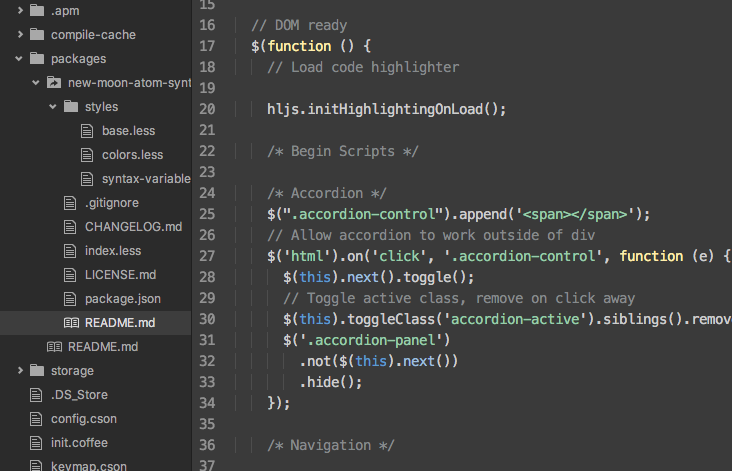 .apm
compile-cache
packages
new-moon-atom-synt
styles
base.less
colors.less
syntax-variable
.gitignore
CHANGELOG.md
index.less
LICENSE.md
package.json
README.md
README.md
storage
.DS_Store
config.cson
init.coffee
keymap.cson
15
16 // DOM ready
17 $(function () {
18 // Load code highlighter
19
20 hljs.initHighlightingOnLoad();
21
22 /* Begin Scripts */
23
24 /* Accordion */
25 $(".accordion-control").append('<span></span>');
26 // Allow accordion to work outside of div
27 $('html').on('click', '.accordion-control', function (e) {
28 $(this).next().toggle();
29 // Toggle active class, remove on click away
30 $(this).toggleClass('accordion-active').siblings().remov
31 $('.accordion-panel')
32 .not($(this).next())
33 .hide();
34 });
35
36 /* Navigation */
37